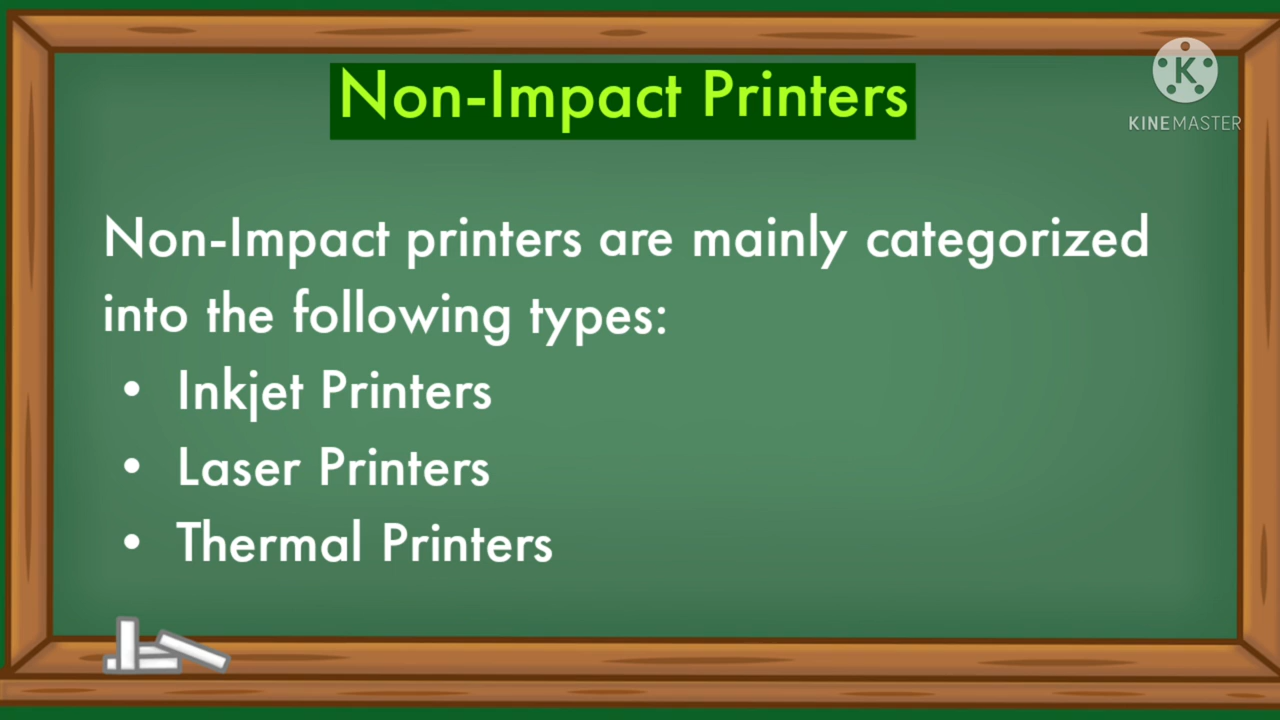 Non-Impact Printers
K
KINEMASTER
Non-Impact printers are mainly categorized
into the following types:
• Inkjet Printers
• Laser Printers
• Thermal Printers